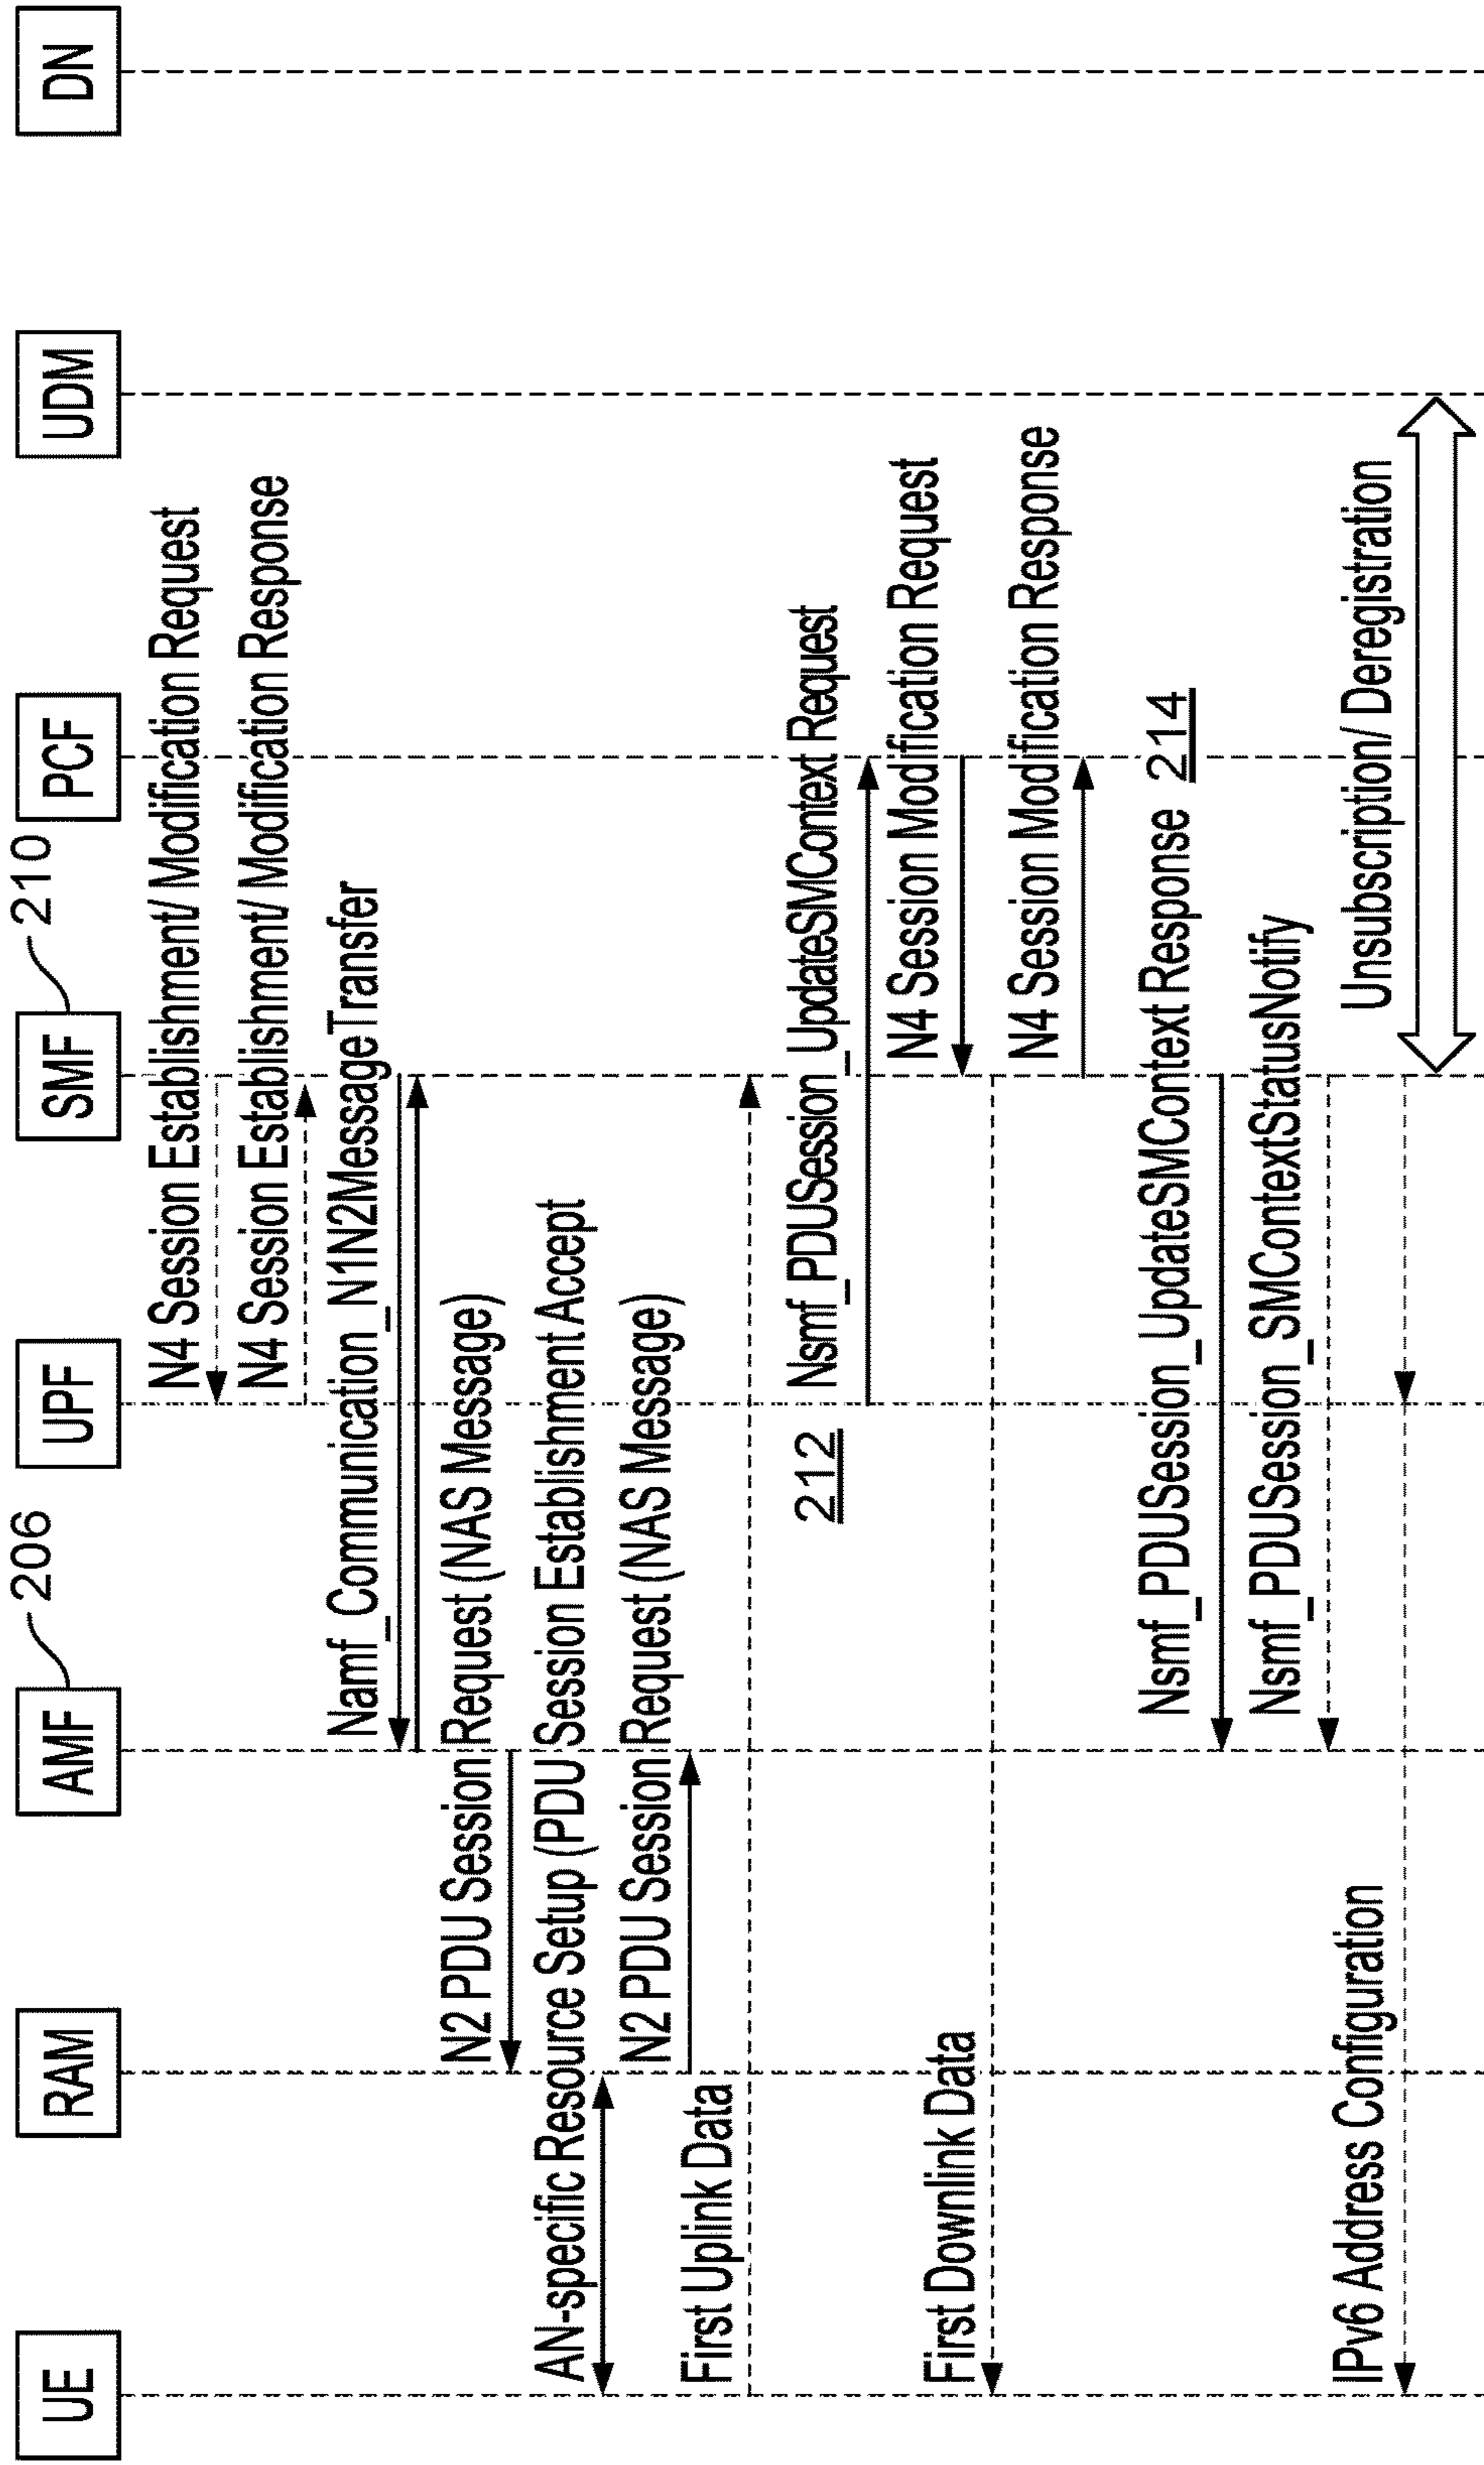 UE
RAM
AMF
206
UPF
SMF
210
PCF
UDM
DN
N4 Session Establishment/ Modification Request
N4 Session Establishment/ Modification Response
Namf_Communication_N1N2MessageTransfer
N2 PDU Session Request (NAS Message)
AN-specific Resource Setup (PDU Session Establishment Accept
N2 PDU Session Request (NAS Message)
First Uplink Data
212
Nsmf_PDUSession_UpdateSMContext Request
N4 Session Modification Request
First Downlink Data
N4 Session Modification Response
Nsmf_PDUSession_UpdateSMContext Response
214
Nsmf_PDUSession_SMContextStatusNotify
IPv6 Address Configuration
Unsubscription/ Deregistration